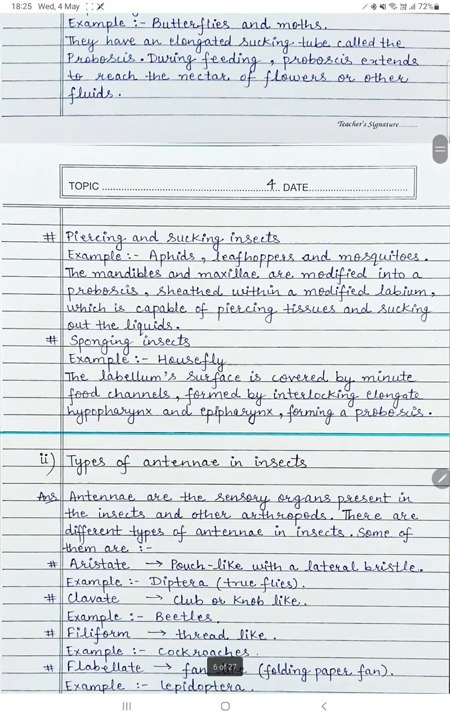 18:25 Wed, 4 May
72%
Example :- Butterflies and moths.
They have an elongated sucking tube called the
Proboscis. During feeding, proboscis extends
to reach the nectar of flowers or other
fluids.
Teacher's Signature..........
TOPIC .......... 4 DATE..........
# Piercing and sucking insects
Example :- Aphids, leafhoppers and mosquitoes.
The mandibles and maxillae are modified into a
proboscis, sheathed within a modified labium,
which is capable of piercing tissues and sucking
out the liquids.
# Sponging insects
Example :- Housefly
The labellum's surface is covered by minute
food channels, formed by interlocking elongate
hypopharynx and epipharynx, forming a proboscis.
ii) Types of antennae in insects
Ans Antennae are the sensory organs present in
the insects and other arthropods. There are
different types of antennae in insects. Some of
them are :-
# Aristate → Pouch-like with a lateral bristle.
Example :- Diptera (true flies).
# Clavate → Club or knob like.
Example :- Beetles.
# Filiform → thread like.
Example :- Cockroaches.
# Flabellate → fan (folding paper fan).
6 of 27
Example :- Lepidoptera.